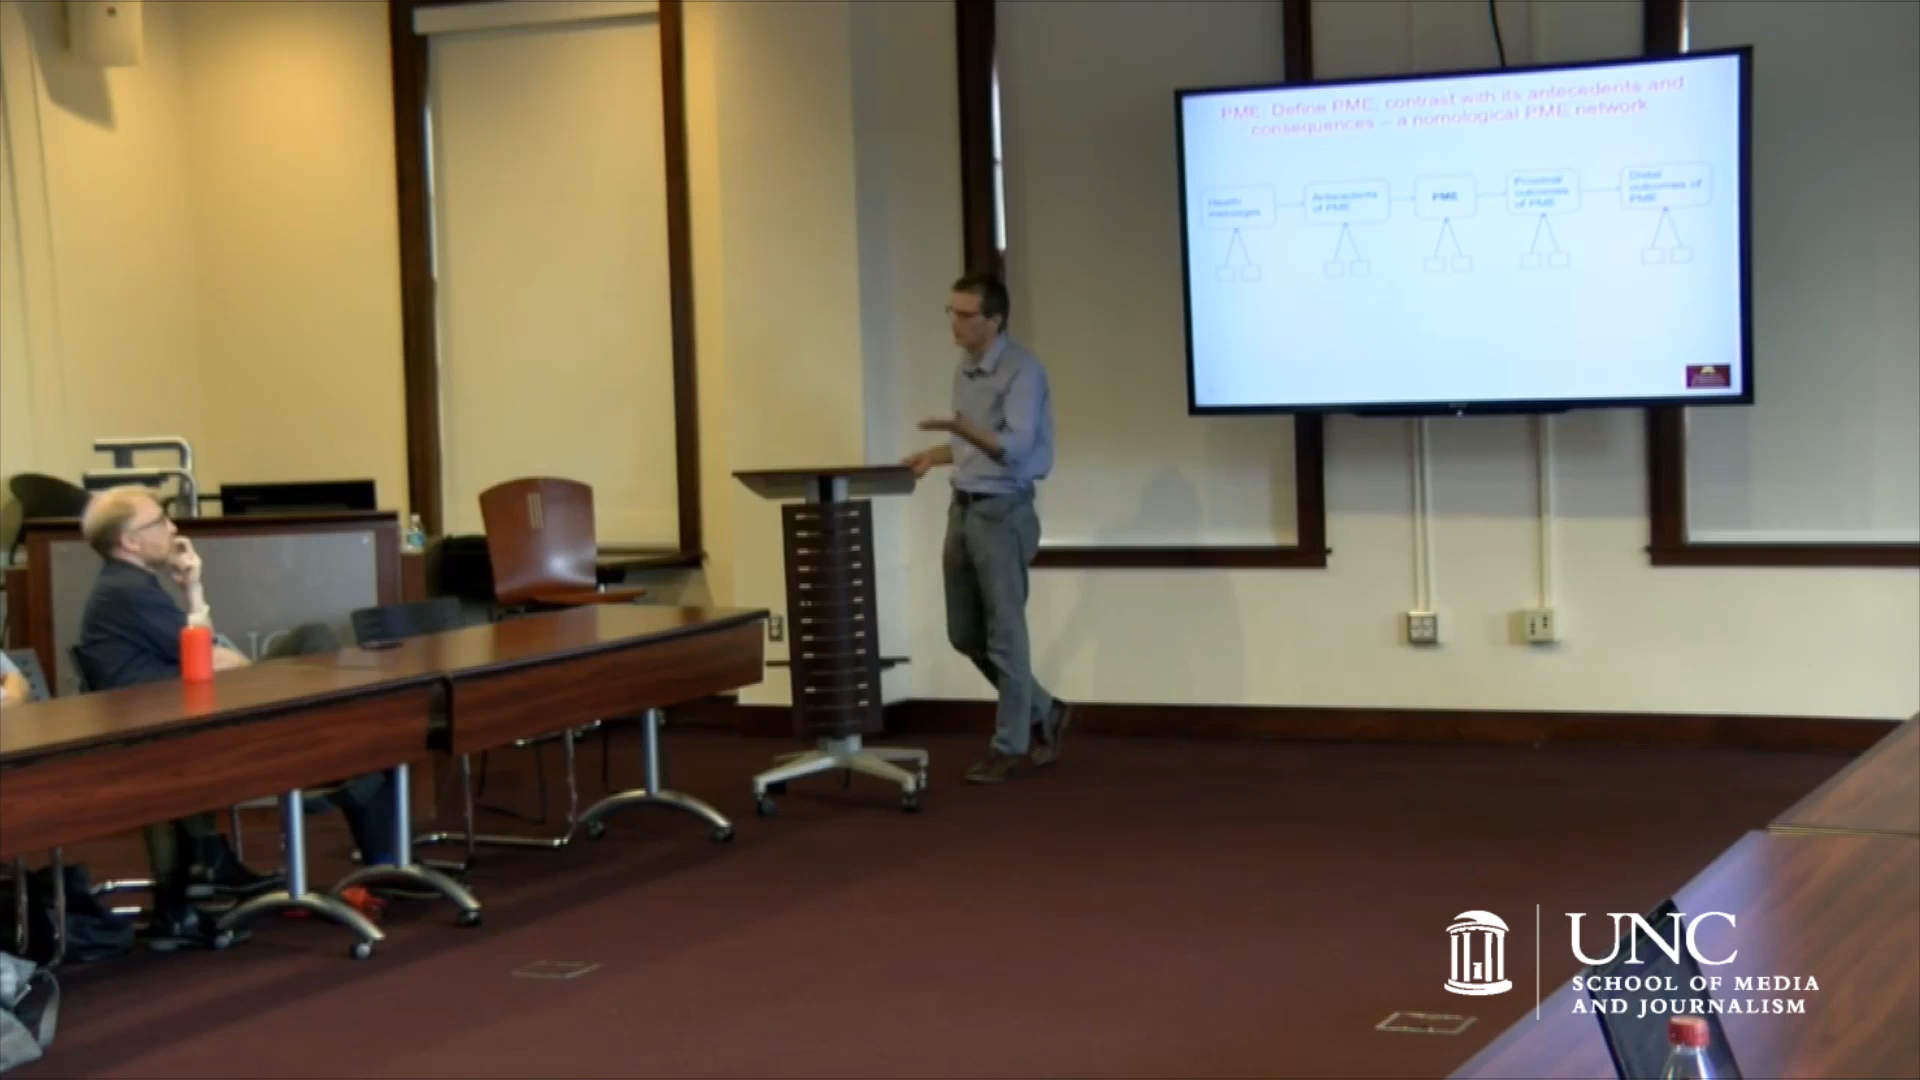 PME: Define PME, contrast with its antecedents and
consequences – a nomological PME network
Health
messages
Antecedents
of PME
PME
Proximal
outcomes
of PME
Distal
outcomes of
PME
UNC
SCHOOL OF MEDIA
AND JOURNALISM